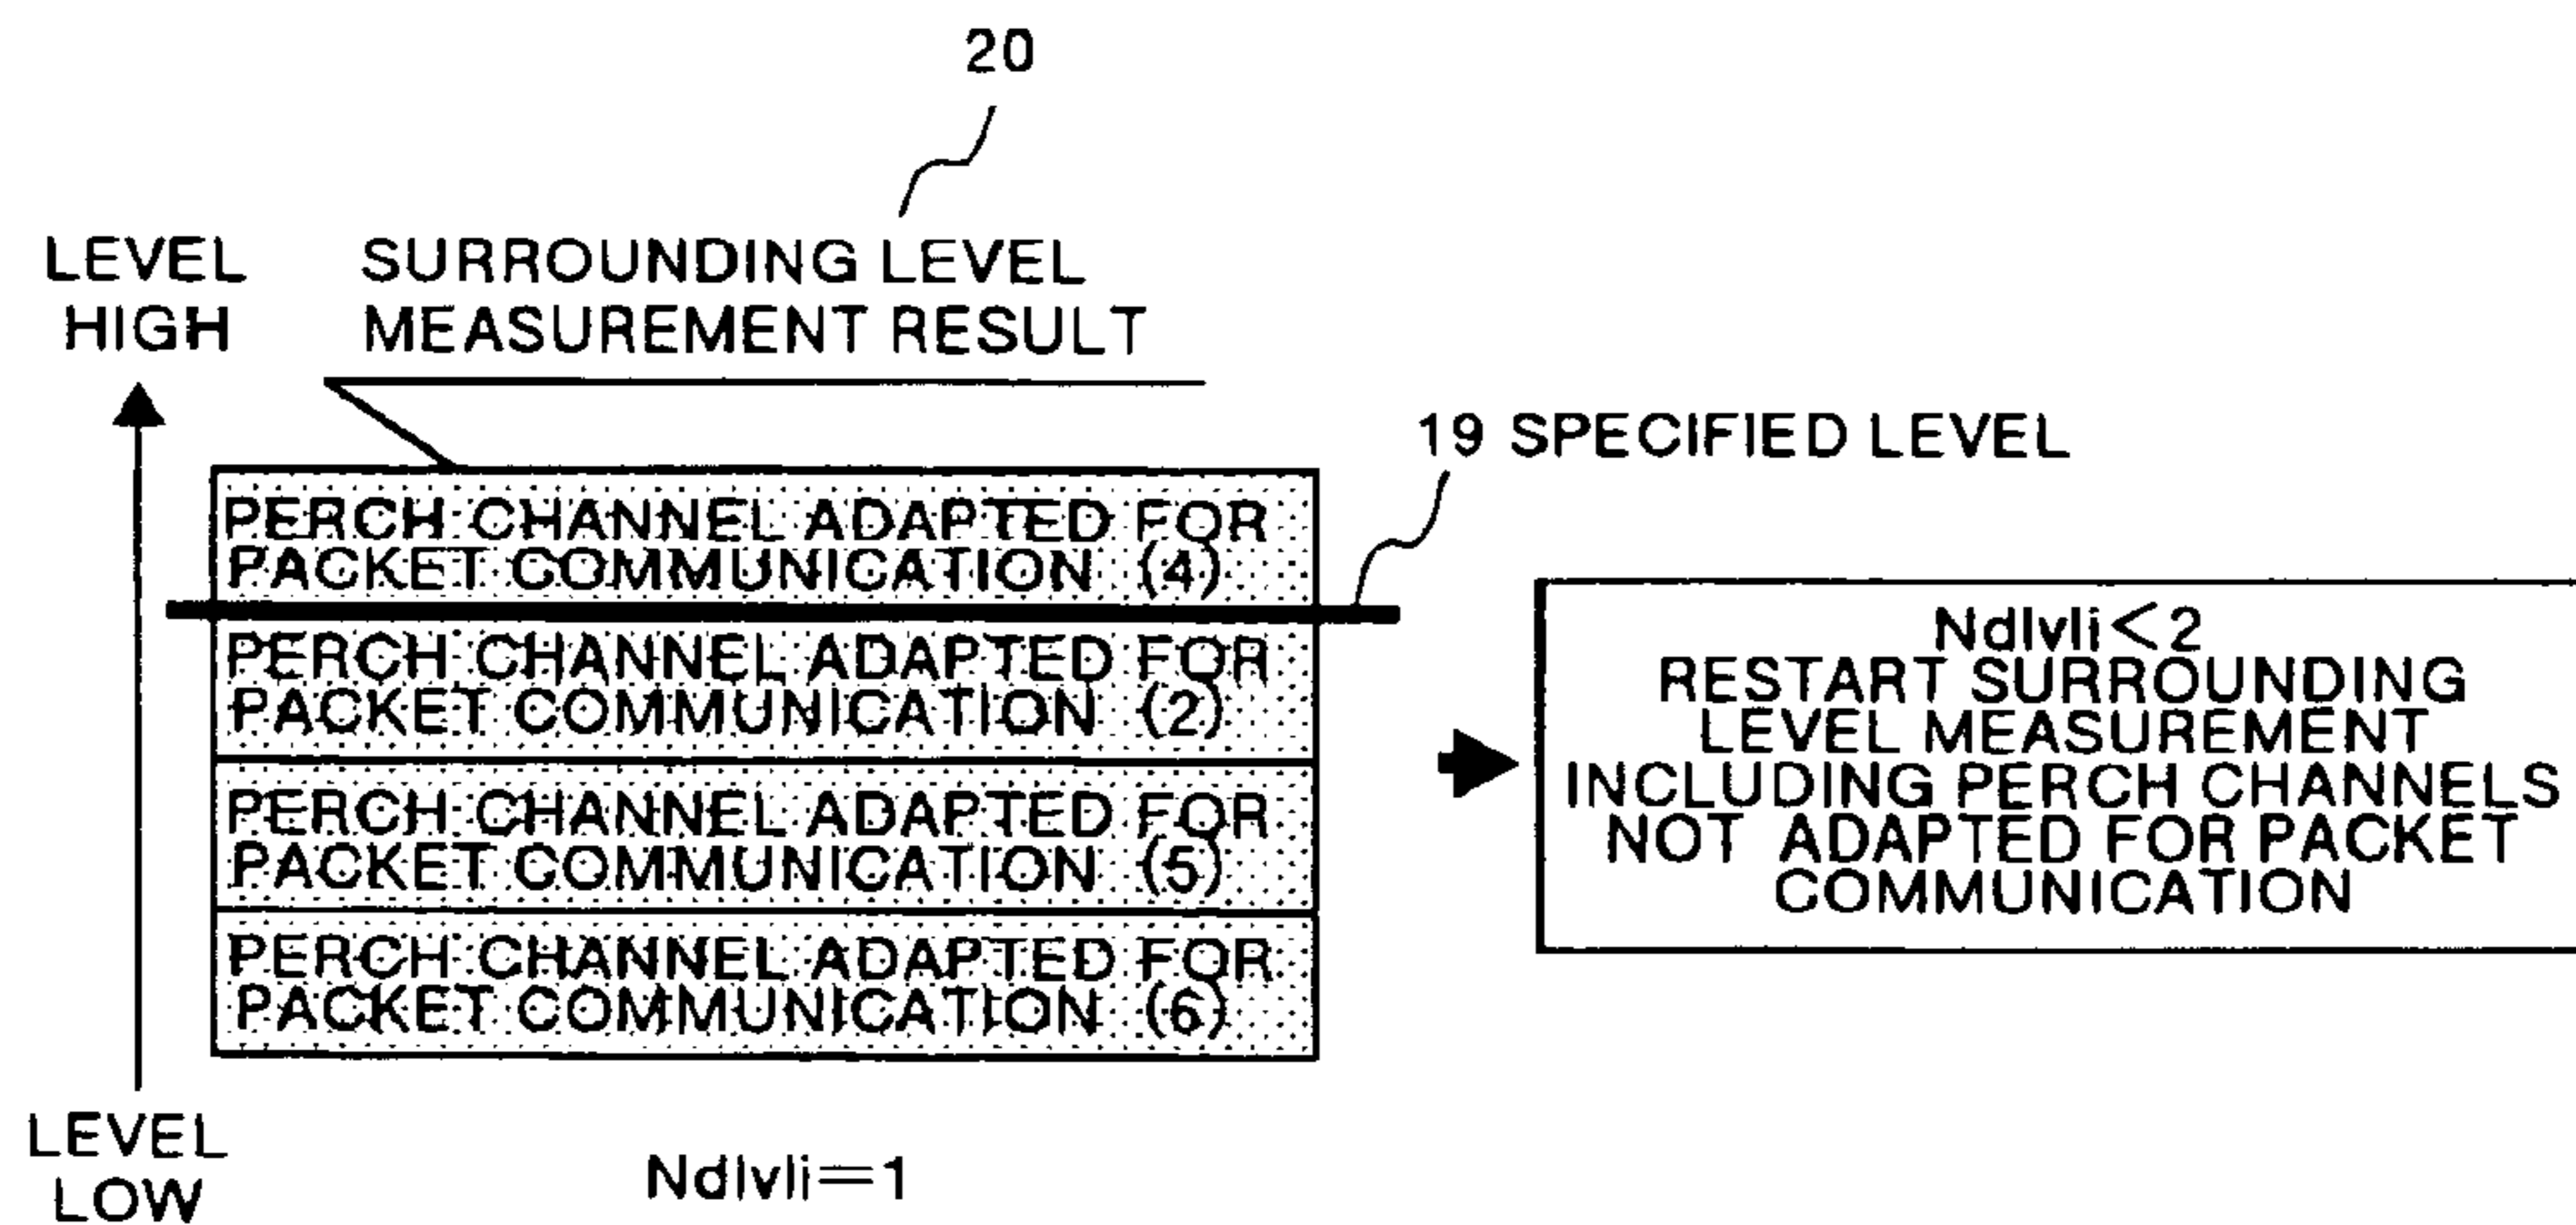 20
LEVEL
HIGH
SURROUNDING LEVEL
MEASUREMENT RESULT
19 SPECIFIED LEVEL
PERCH CHANNEL ADAPTED FOR
PACKET COMMUNICATION (4)
PERCH CHANNEL ADAPTED FOR
PACKET COMMUNICATION (2)
PERCH CHANNEL ADAPTED FOR
PACKET COMMUNICATION (5)
PERCH CHANNEL ADAPTED FOR
PACKET COMMUNICATION (6)
Ndlvli<2
RESTART SURROUNDING
LEVEL MEASUREMENT
INCLUDING PERCH CHANNELS
NOT ADAPTED FOR PACKET
COMMUNICATION
LEVEL
LOW
Ndlvli=1